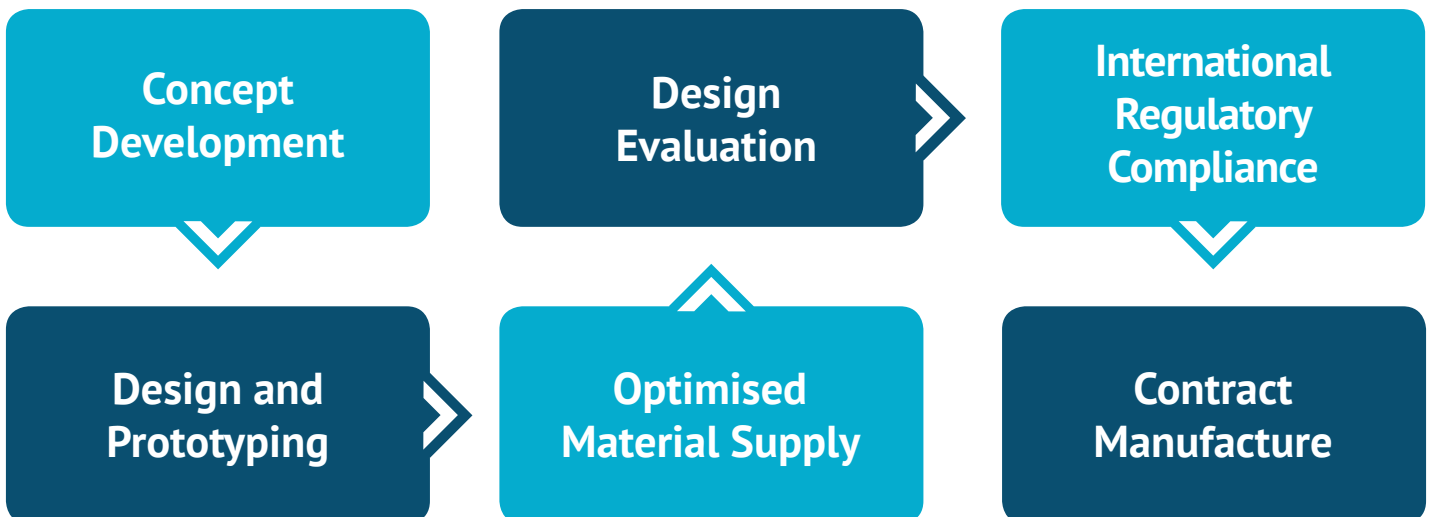 Concept
Development
Design and
Prototyping
Optimised
Material Supply
Design
Evaluation
International
Regulatory
Compliance
Contract
Manufacture